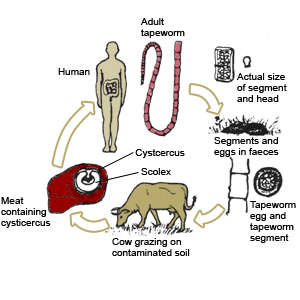 Adult
tapeworm
Human
Actual size
of segment
and head
Segments and
eggs in faeces
Cystcercus
Scolex
Meat
containing
cysticercus
Tapeworm
egg and
tapeworm
segment
Cow grazing on
contaminated soil